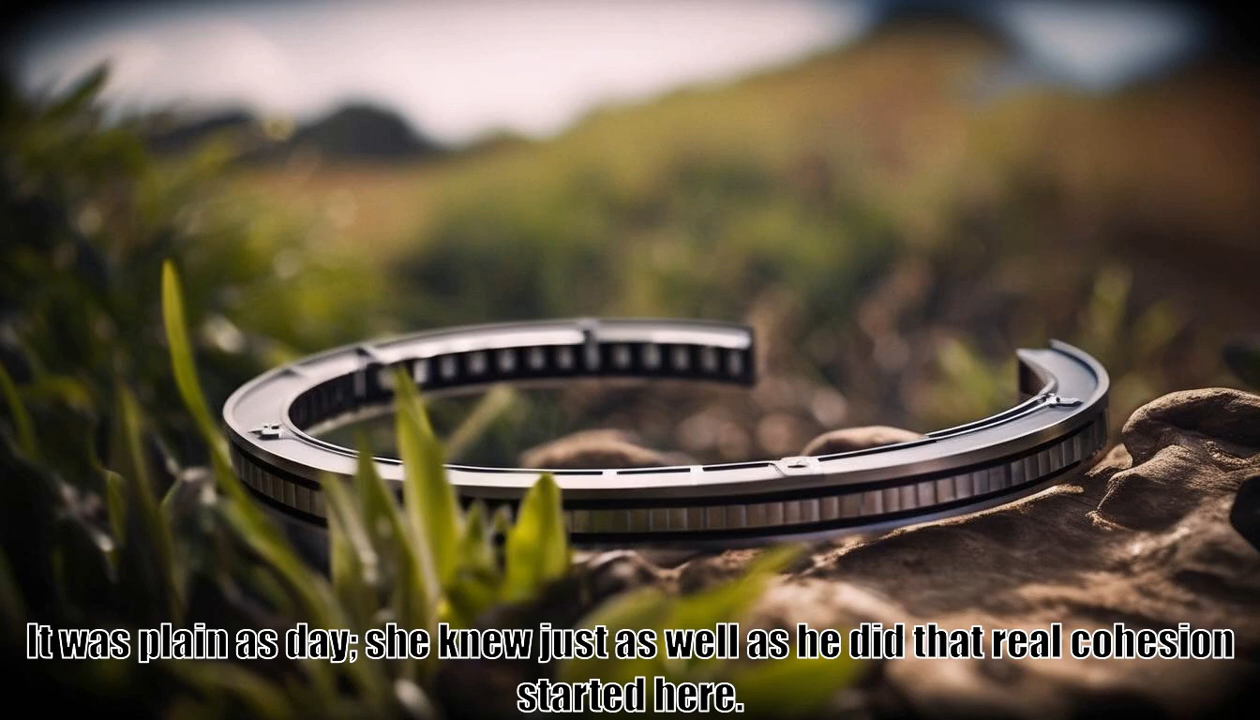 It was plain as day; she knew just as well as he did that real cohesion
started here.